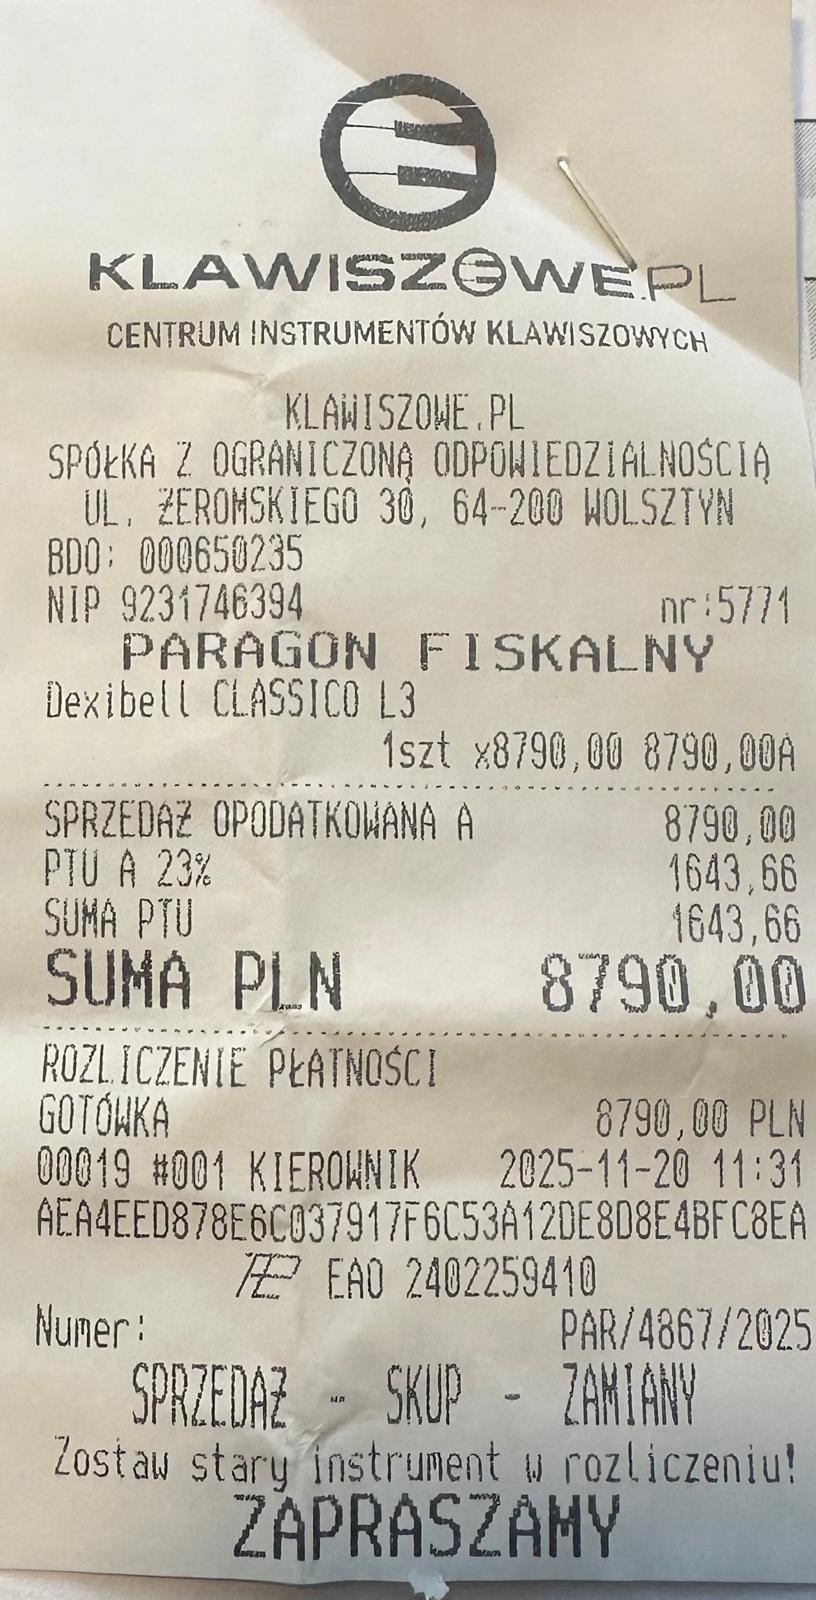 KLAWISZOWE.PL
CENTRUM INSTRUMENTÓW KLAWISZOWYCH
KLAWISZOWE.PL
SPÓŁKA Z OGRANICZONĄ ODPOWIEDZIALNOŚCIĄ
UL. ŻEROMSKIEGO 30, 64-200 WOLSZTYN
BDO: 000650235
NIP 9231746394 nr:5771
PARAGON FISKALNY
Dexibell CLASSICO L3
1szt x8790,00 8790,00A
SPRZEDAŻ OPODATKOWANA A 8790,00
PTU A 23% 1643,66
SUMA PTU 1643,66
SUMA PLN 8790,00
ROZLICZENIE PŁATNOŚCI
GOTÓWKA 8790,00 PLN
00019 #001 KIEROWNIK 2025-11-20 11:31
AEA4EED878E6C037917F6C53A12DE8D8E4BFC8EA
EAO 2402259410
Numer: PAR/4867/2025
SPRZEDAŻ - SKUP - ZAMIANY
Zostaw stary instrument w rozliczeniu!
ZAPRASZAMY